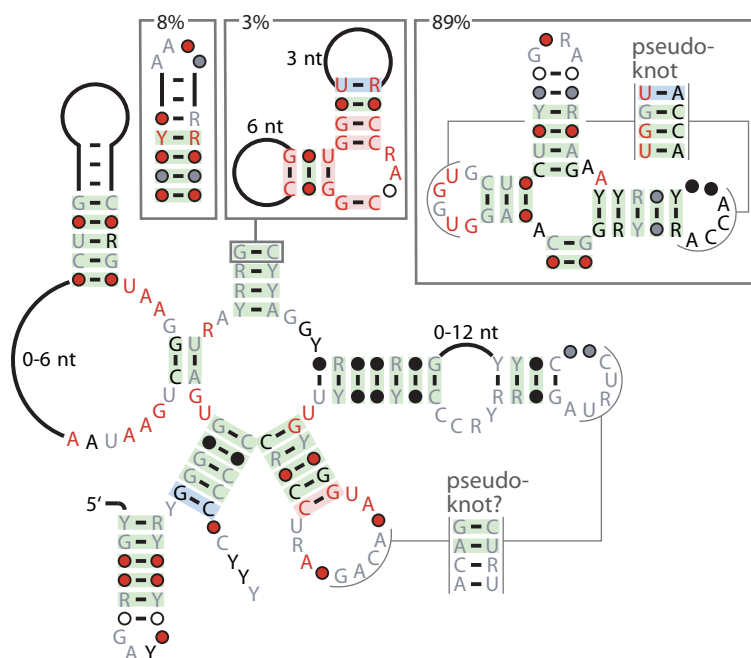 8%
A A
A
R
Y R
3%
3 nt
U R
G C
G C
6 nt
G U
C G
G C
R
A
89%
R
G A
Y R
U A
C G
A A
pseudo-
knot
U A
G C
G C
U A
G C U
G A
U
G
G
U
G G A
A
C G
Y Y R Y
G R Y R
A
C
C
A
G C
U R
C G
U A A G
G U
C A
U G
A A U A A
0-6 nt
R A
G C
R Y
R Y
Y A
G G Y
U
0-12 nt
R R G
Y Y C
C C Y R Y
Y Y C
R R G
A U
C
U
R
U
G
U G C
G C
G C
G C
Y
5'
C Y Y Y
Y R
G Y
R Y
G A Y
C G
R Y
C G
C G U A
U
R
A
G A C A
pseudo-
knot?
G C
A U
C R
A U